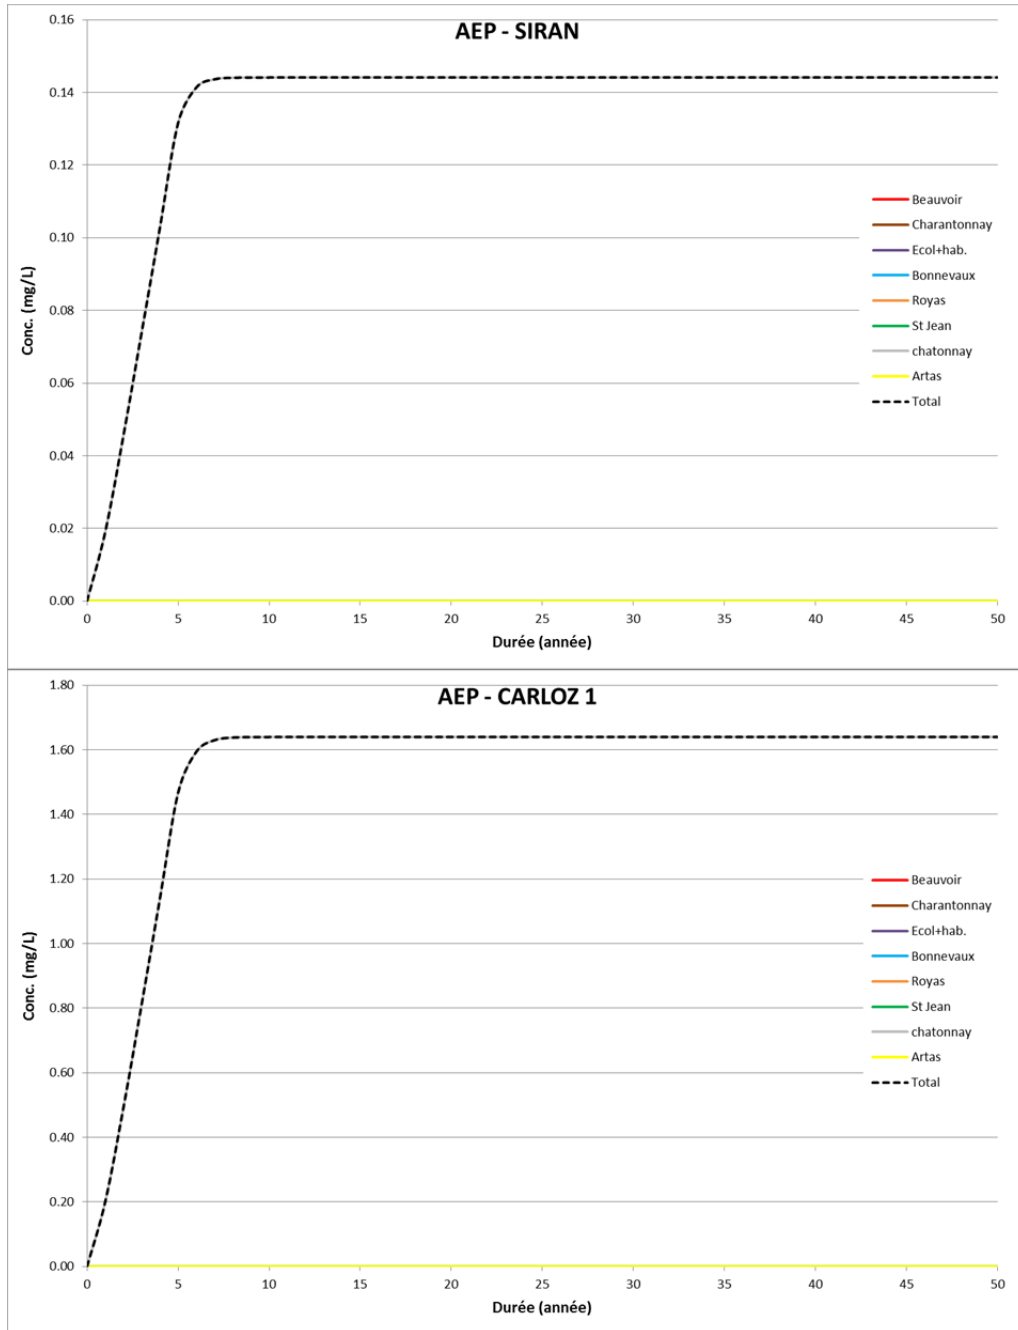 AEP - SIRAN
0.16
0.14
0.12
0.10
0.08
0.06
0.04
0.02
0.00
Conc. (mg/L)
0 5 10 15 20 25 30 35 40 45 50
Durée (année)
Beauvoir
Charantonnay
Ecol+hab.
Bonnevaux
Royas
St Jean
chatonnay
Artas
Total
AEP - CARLOZ 1
1.80
1.60
1.40
1.20
1.00
0.80
0.60
0.40
0.20
0.00
Conc. (mg/L)
0 5 10 15 20 25 30 35 40 45 50
Durée (année)
Beauvoir
Charantonnay
Ecol+hab.
Bonnevaux
Royas
St Jean
chatonnay
Artas
Total